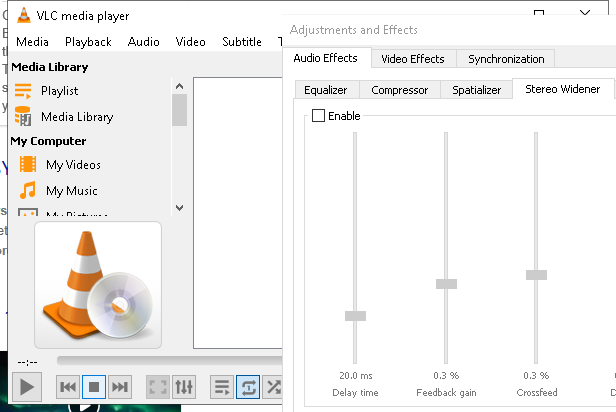 VLC media player
Media Playback Audio Video Subtitle
Media Library
Playlist
Media Library
My Computer
My Videos
My Music
My Pictures
--:--
Adjustments and Effects
Audio Effects Video Effects Synchronization
Equalizer Compressor Spatializer Stereo Widener
Enable
20.0 ms 0.3 % 0.3 %
Delay time Feedback gain Crossfeed